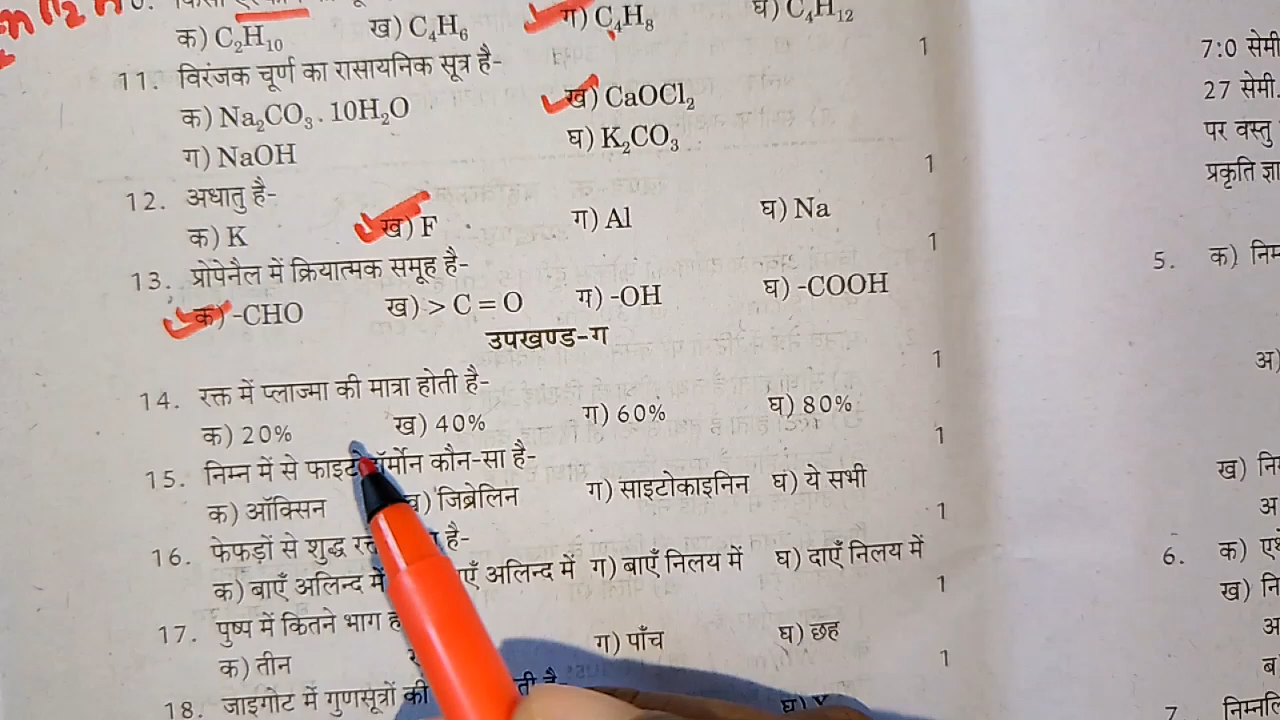 क) C₂H₁₀ ख) C₄H₆ ग) C₄H₈ घ) C₄H₁₂
1
11. विरंजक चूर्ण का रासायनिक सूत्र है-
क) Na₂CO₃ . 10H₂O ख) CaOCl₂
ग) NaOH घ) K₂CO₃
1
12. अधातु है-
क) K ख) F ग) Al घ) Na
1
13. प्रोपेनैल में क्रियात्मक समूह है-
क) -CHO ख) > C = O ग) -OH घ) -COOH
उपखण्ड-ग
1
14. रक्त में प्लाज्मा की मात्रा होती है-
क) 20% ख) 40% ग) 60% घ) 80%
1
15. निम्न में से कौन-सा है-
क) ऑक्सिन ख) जिब्रेलिन ग) साइटोकाइनिन घ) ये सभी
1
16. फेफड़ों से शुद्ध है-
क) बाएँ अलिन्द में अलिन्द में ग) बाएँ निलय में घ) दाएँ निलय में
1
17. पुष्प में कितने भाग
क) तीन ग) पाँच घ) छह
1
18. जाइगोट में गुणसूत्रों की
7:0 सेमी
27 सेमी.
पर वस्तु
प्रकृति
5. क)
अ)
ख)
अ
6. क)
ख)
अ
ब
7